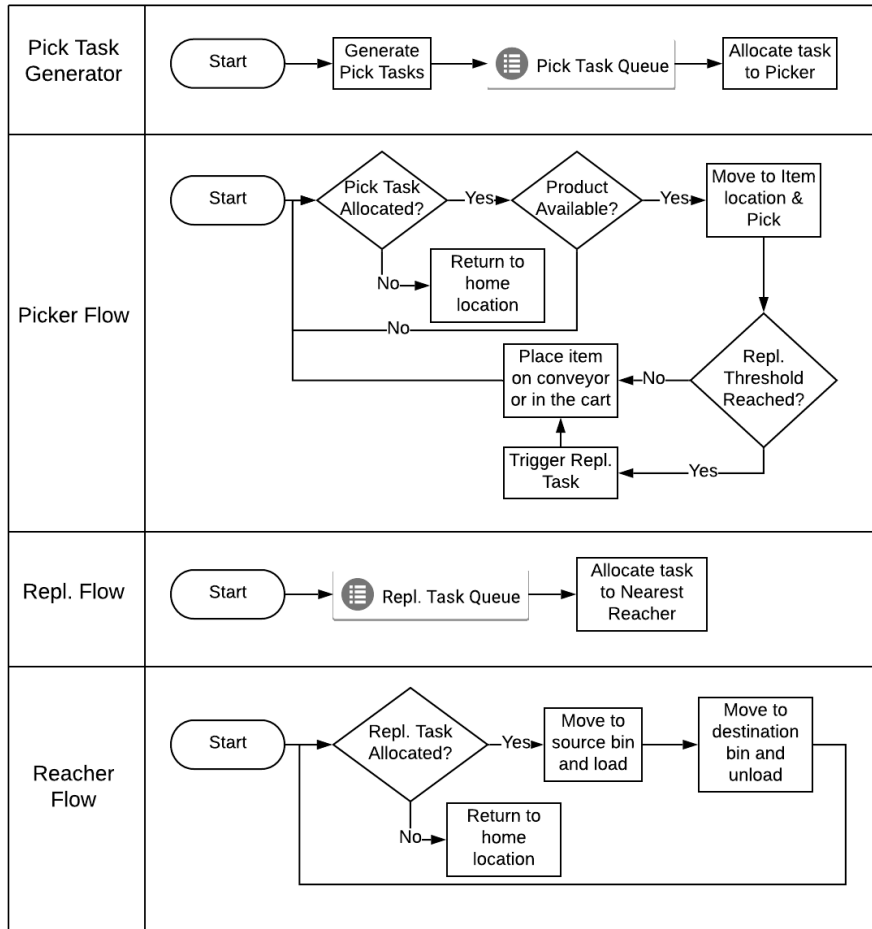 Pick Task
Generator
Start
Generate
Pick Tasks
Pick Task Queue
Allocate task
to Picker
Picker Flow
Start
Pick Task
Allocated?
Yes
Product
Available?
Yes
Move to Item
location &
Pick
No
Return to
home
location
No
Place item
on conveyor
or in the cart
No
Repl.
Threshold
Reached?
Trigger Repl.
Task
Yes
Repl. Flow
Start
Repl. Task Queue
Allocate task
to Nearest
Reacher
Reacher
Flow
Start
Repl. Task
Allocated?
Yes
Move to
source bin
and load
Move to
destination
bin and
unload
No
Return to
home
location